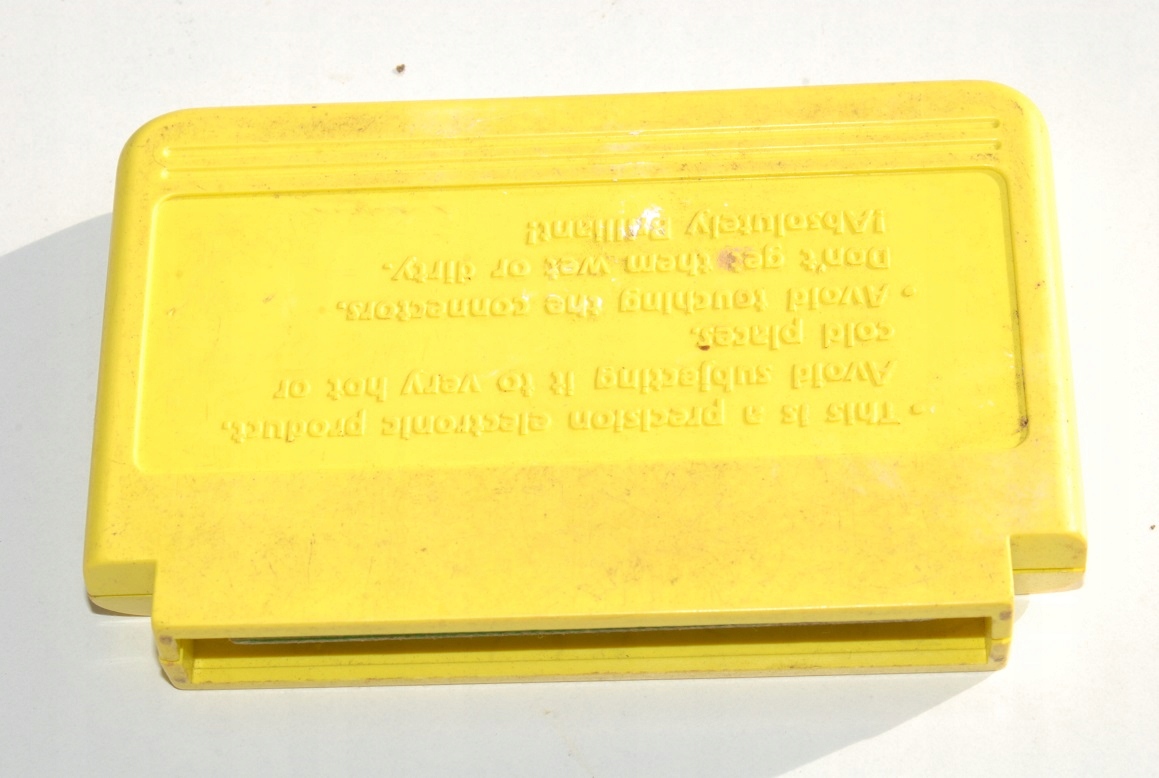 • This is a precision electronic product.
Avoid subjecting it to very hot or
cold places.
• Avoid touching the connectors.
Don't get them wet or dirty.
!Absolutely Brilliant!